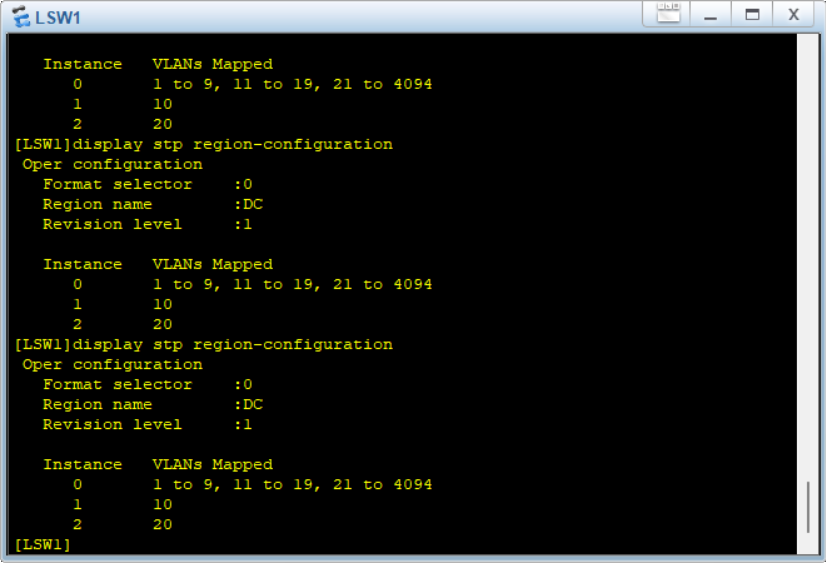 LSW1
X
Instance VLANs Mapped
0 1 to 9, 11 to 19, 21 to 4094
1 10
2 20
[LSW1]display stp region-configuration
Oper configuration
Format selector :0
Region name :DC
Revision level :1
Instance VLANs Mapped
0 1 to 9, 11 to 19, 21 to 4094
1 10
2 20
[LSW1]display stp region-configuration
Oper configuration
Format selector :0
Region name :DC
Revision level :1
Instance VLANs Mapped
0 1 to 9, 11 to 19, 21 to 4094
1 10
2 20
[LSW1]